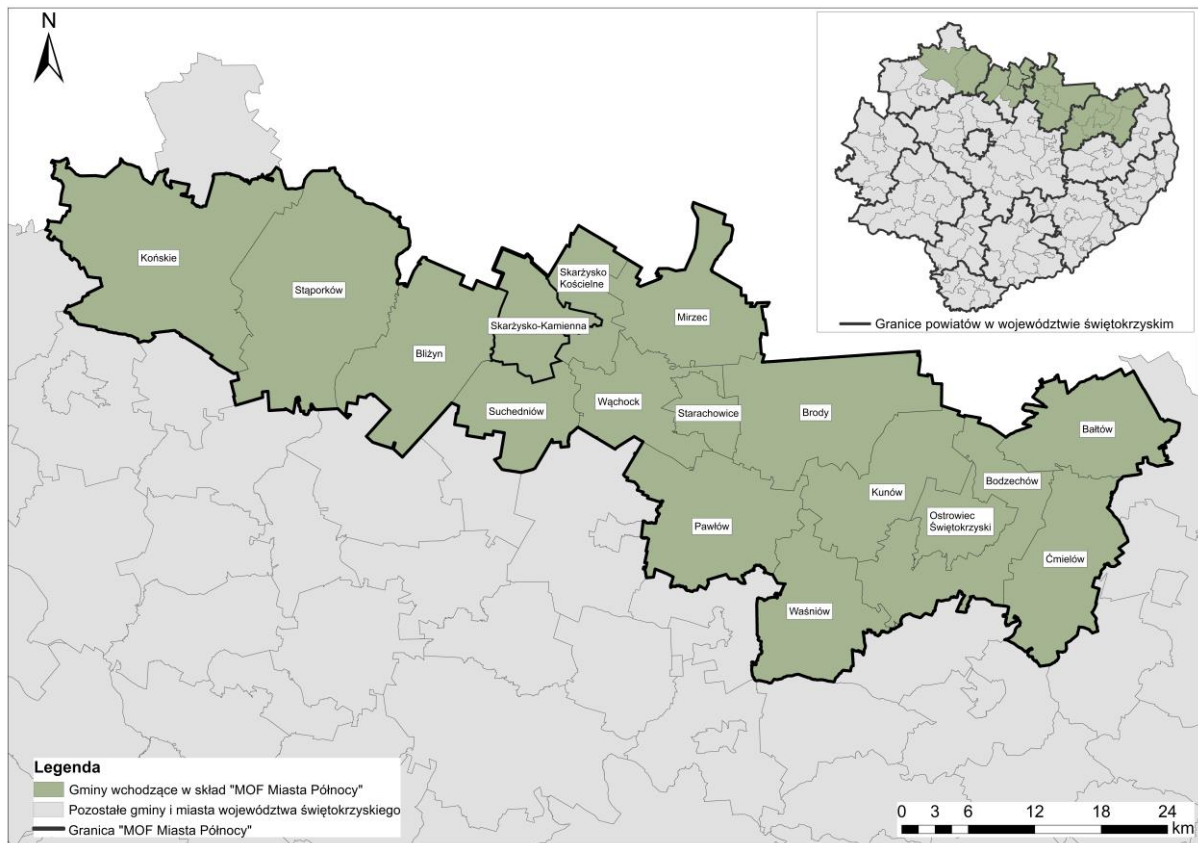 N
Granice powiatów w województwie świętokrzyskim
Końskie
Stąporków
Bliżyn
Skarżysko-Kamienna
Skarżysko
Kościelne
Mirzec
Suchedniów
Wąchock
Starachowice
Brody
Bałtów
Bodzechów
Kunów
Ostrowiec
Świętokrzyski
Pawłów
Ćmielów
Waśniów
Legenda
Gminy wchodzące w skład "MOF Miasta Północy"
Pozostałe gminy i miasta województwa świętokrzyskiego
Granica "MOF Miasta Północy"
0 3 6 12 18 24
km